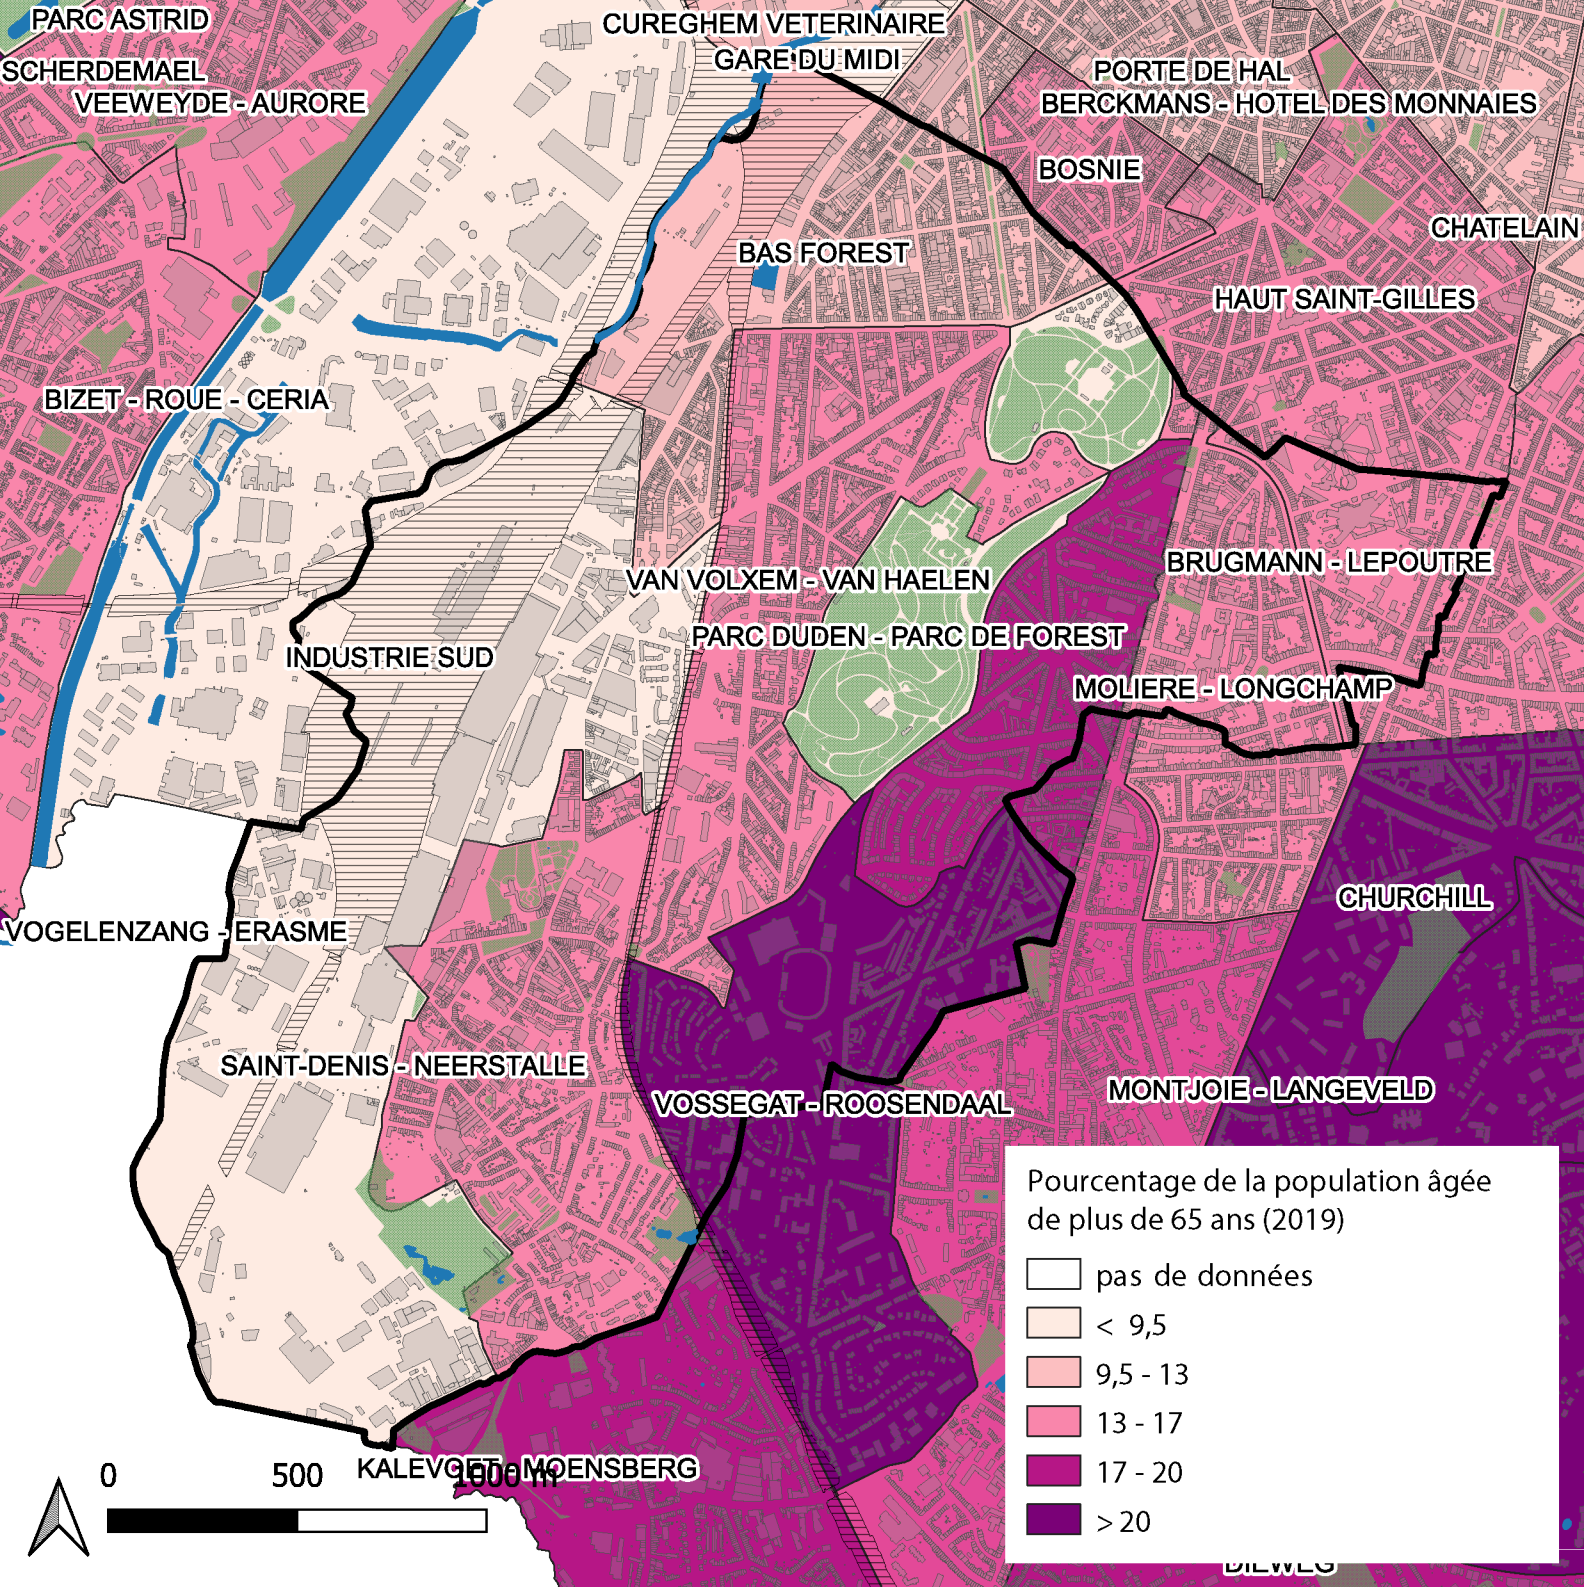 PARC ASTRID
CUREGHEM VETERINAIRE
GARE DU MIDI
SCHERDEMAEL
VEEWEYDE - AURORE
PORTE DE HAL
BERCKMANS - HOTEL DES MONNAIES
BOSNIE
CHATELAIN
BAS FOREST
HAUT SAINT-GILLES
BIZET - ROUE - CERIA
BRUGMANN - LEPOUTRE
VAN VOLXEM - VAN HAELEN
PARC DUDEN - PARC DE FOREST
INDUSTRIE SUD
MOLIERE - LONGCHAMP
CHURCHILL
VOGELENZANG - ERASME
SAINT-DENIS - NEERSTALLE
MONTJOIE - LANGEVELD
VOSSEGAT - ROOSENDAAL
Pourcentage de la population âgée
de plus de 65 ans (2019)
pas de données
< 9,5
9,5 - 13
13 - 17
17 - 20
> 20
KALEVOET - MOENSBERG
0 500 1000 m
DIEWEG